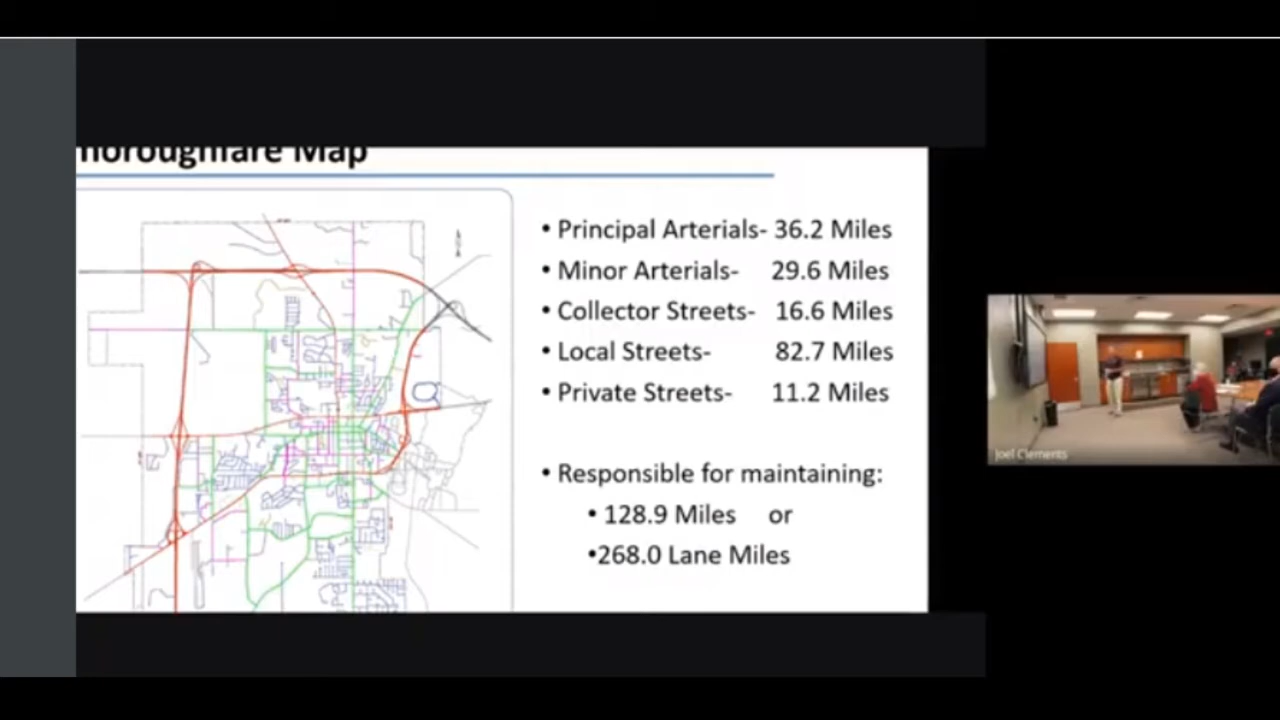 Thoroughfare Map
• Principal Arterials- 36.2 Miles
• Minor Arterials- 29.6 Miles
• Collector Streets- 16.6 Miles
• Local Streets- 82.7 Miles
• Private Streets- 11.2 Miles
• Responsible for maintaining:
• 128.9 Miles or
•268.0 Lane Miles
Joel Clements